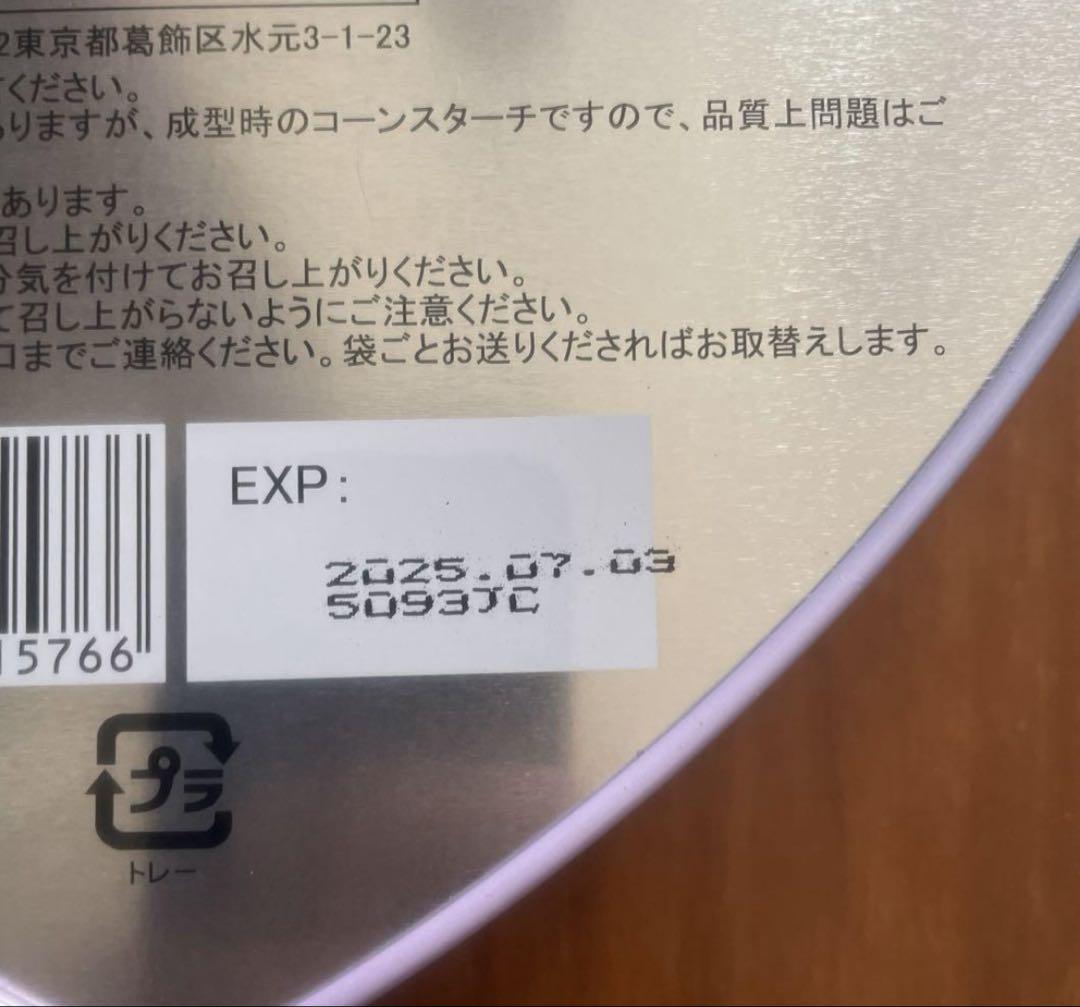 2東京都葛飾区水元3-1-23
ください。
りますが、成型時のコーンスターチですので、品質上問題はご
あります。
召し上がりください。
分気を付けてお召し上がりください。
て召し上がらないようにご注意ください。
口までご連絡ください。袋ごとお送りくださればお取替えします。
EXP:
2025.07.03
5093JC
15766
プラ
トレー